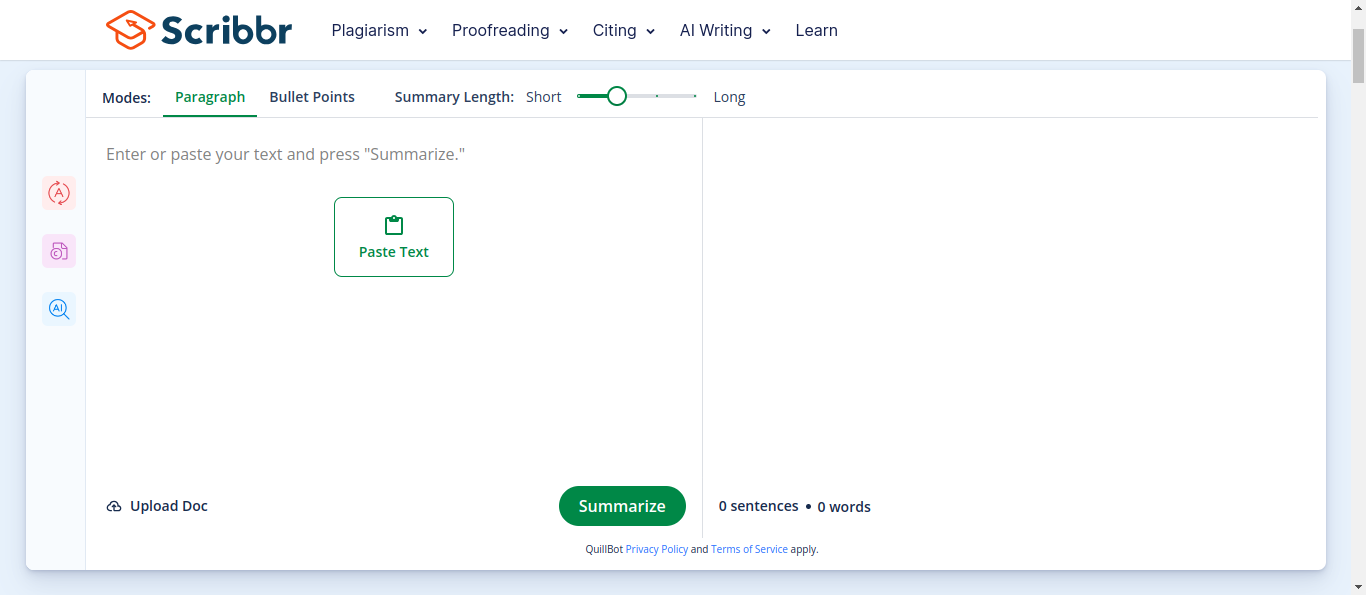 Scribbr Plagiarism Proofreading Citing AI Writing Learn
Modes: Paragraph Bullet Points Summary Length: Short Long
Enter or paste your text and press "Summarize."
A
Paste Text
C
AI
Upload Doc Summarize 0 sentences • 0 words
QuillBot Privacy Policy and Terms of Service apply.